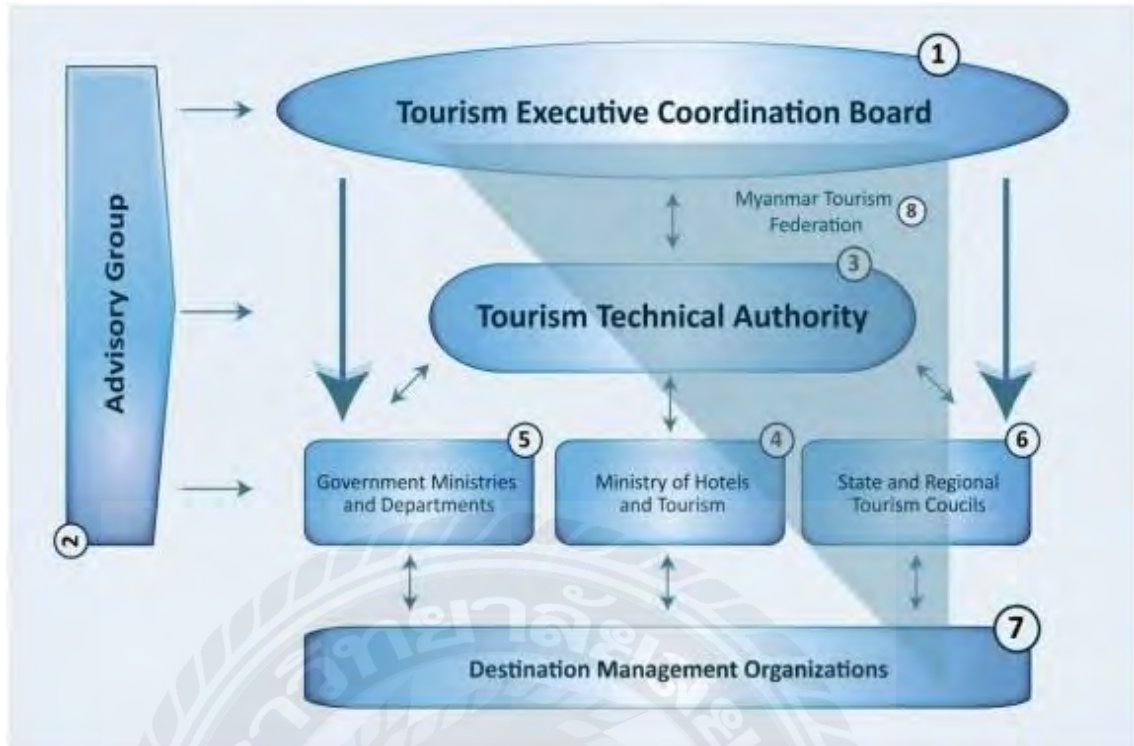 1
Tourism Executive Coordination Board
Advisory Group
2
Myanmar Tourism
Federation
8
3
Tourism Technical Authority
5
Government Ministries
and Departments
4
Ministry of Hotels
and Tourism
6
State and Regional
Tourism Coucils
7
Destination Management Organizations